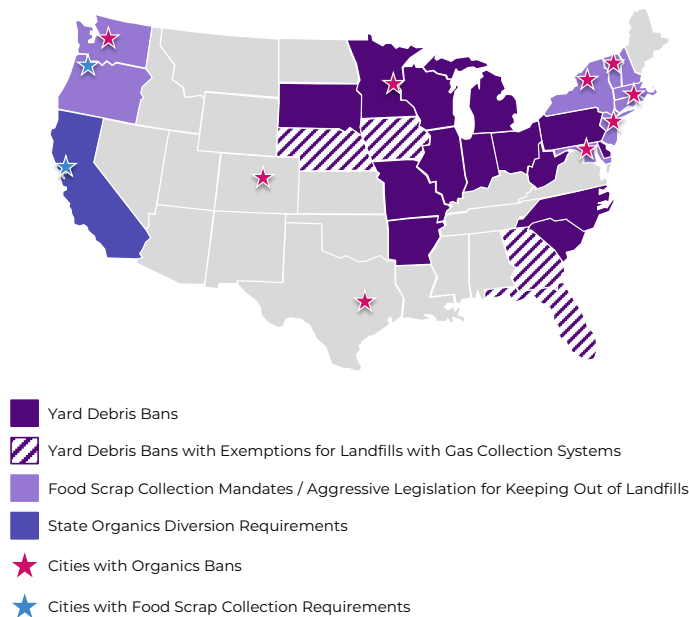 Yard Debris Bans
Yard Debris Bans with Exemptions for Landfills with Gas Collection Systems
Food Scrap Collection Mandates / Aggressive Legislation for Keeping Out of Landfills
State Organics Diversion Requirements
Cities with Organics Bans
Cities with Food Scrap Collection Requirements